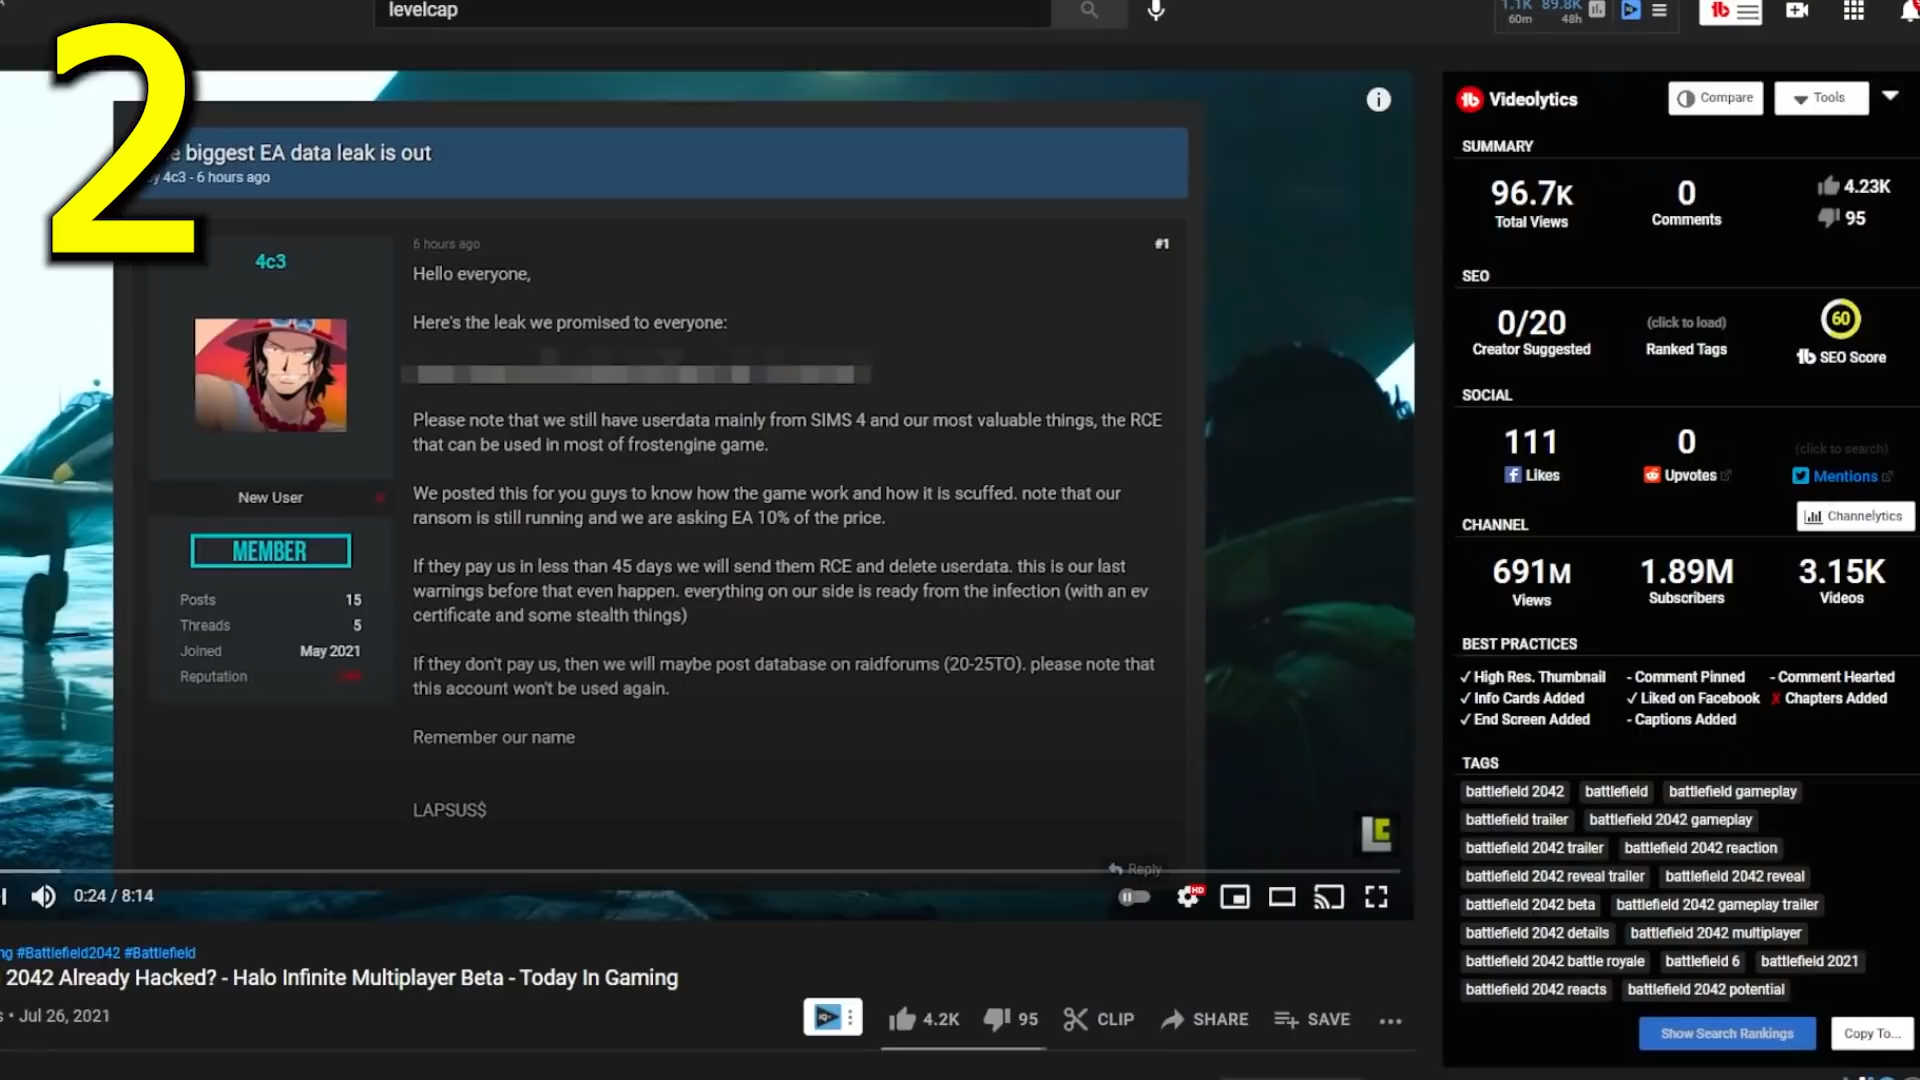 2
levelcap
1.1K 89.8K
60m 48h
biggest EA data leak is out
4c3 - 6 hours ago
4c3
New User
MEMBER
Posts 15
Threads 5
Joined May 2021
Reputation
6 hours ago
#1
Hello everyone,
Here's the leak we promised to everyone:
Please note that we still have userdata mainly from SIMS 4 and our most valuable things, the RCE
that can be used in most of frostengine game.
We posted this for you guys to know how the game work and how it is scuffed. note that our
ransom is still running and we are asking EA 10% of the price.
If they pay us in less than 45 days we will send them RCE and delete userdata. this is our last
warnings before that even happen. everything on our side is ready from the infection (with an ev
certificate and some stealth things)
If they don't pay us, then we will maybe post database on raidforums (20-25TO). please note that
this account won't be used again.
Remember our name
LAPSUS$
Reply
LC
0:24 / 8:14
HD
#Battlefield2042 #Battlefield
2042 Already Hacked? - Halo Infinite Multiplayer Beta - Today In Gaming
• Jul 26, 2021
4.2K 95 CLIP SHARE SAVE
Videolytics
Compare Tools
SUMMARY
96.7K 0 4.23K
Total Views Comments 95
SEO
0/20 (click to load) 60
Creator Suggested Ranked Tags SEO Score
SOCIAL
111 0 (click to search)
Likes Upvotes Mentions
Channelytics
CHANNEL
691M 1.89M 3.15K
Views Subscribers Videos
BEST PRACTICES
✓ High Res. Thumbnail - Comment Pinned - Comment Hearted
✓ Info Cards Added ✓ Liked on Facebook ✗ Chapters Added
✓ End Screen Added - Captions Added
TAGS
battlefield 2042 battlefield battlefield gameplay
battlefield trailer battlefield 2042 gameplay
battlefield 2042 trailer battlefield 2042 reaction
battlefield 2042 reveal trailer battlefield 2042 reveal
battlefield 2042 beta battlefield 2042 gameplay trailer
battlefield 2042 details battlefield 2042 multiplayer
battlefield 2042 battle royale battlefield 6 battlefield 2021
battlefield 2042 reacts battlefield 2042 potential
Show Search Rankings Copy To...